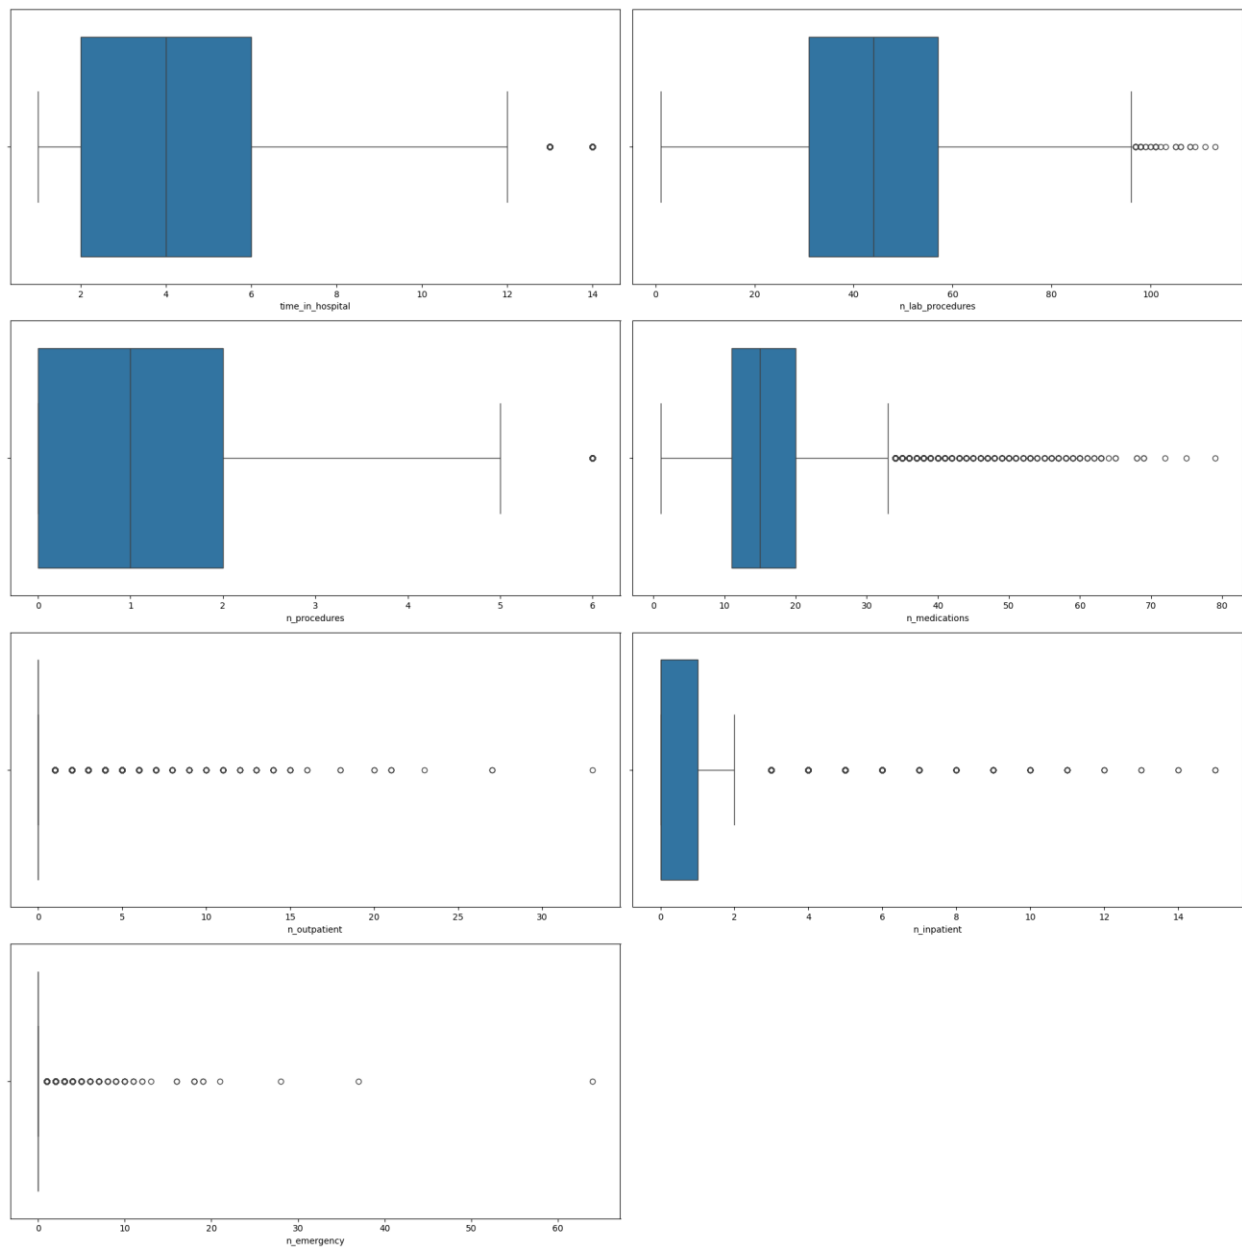 2 4 6 8 10 12 14
time_in_hospital
0 20 40 60 80 100
n_lab_procedures
0 1 2 3 4 5 6
n_procedures
0 10 20 30 40 50 60 70 80
n_medications
0 5 10 15 20 25 30
n_outpatient
0 2 4 6 8 10 12 14
n_inpatient
0 10 20 30 40 50 60
n_emergency